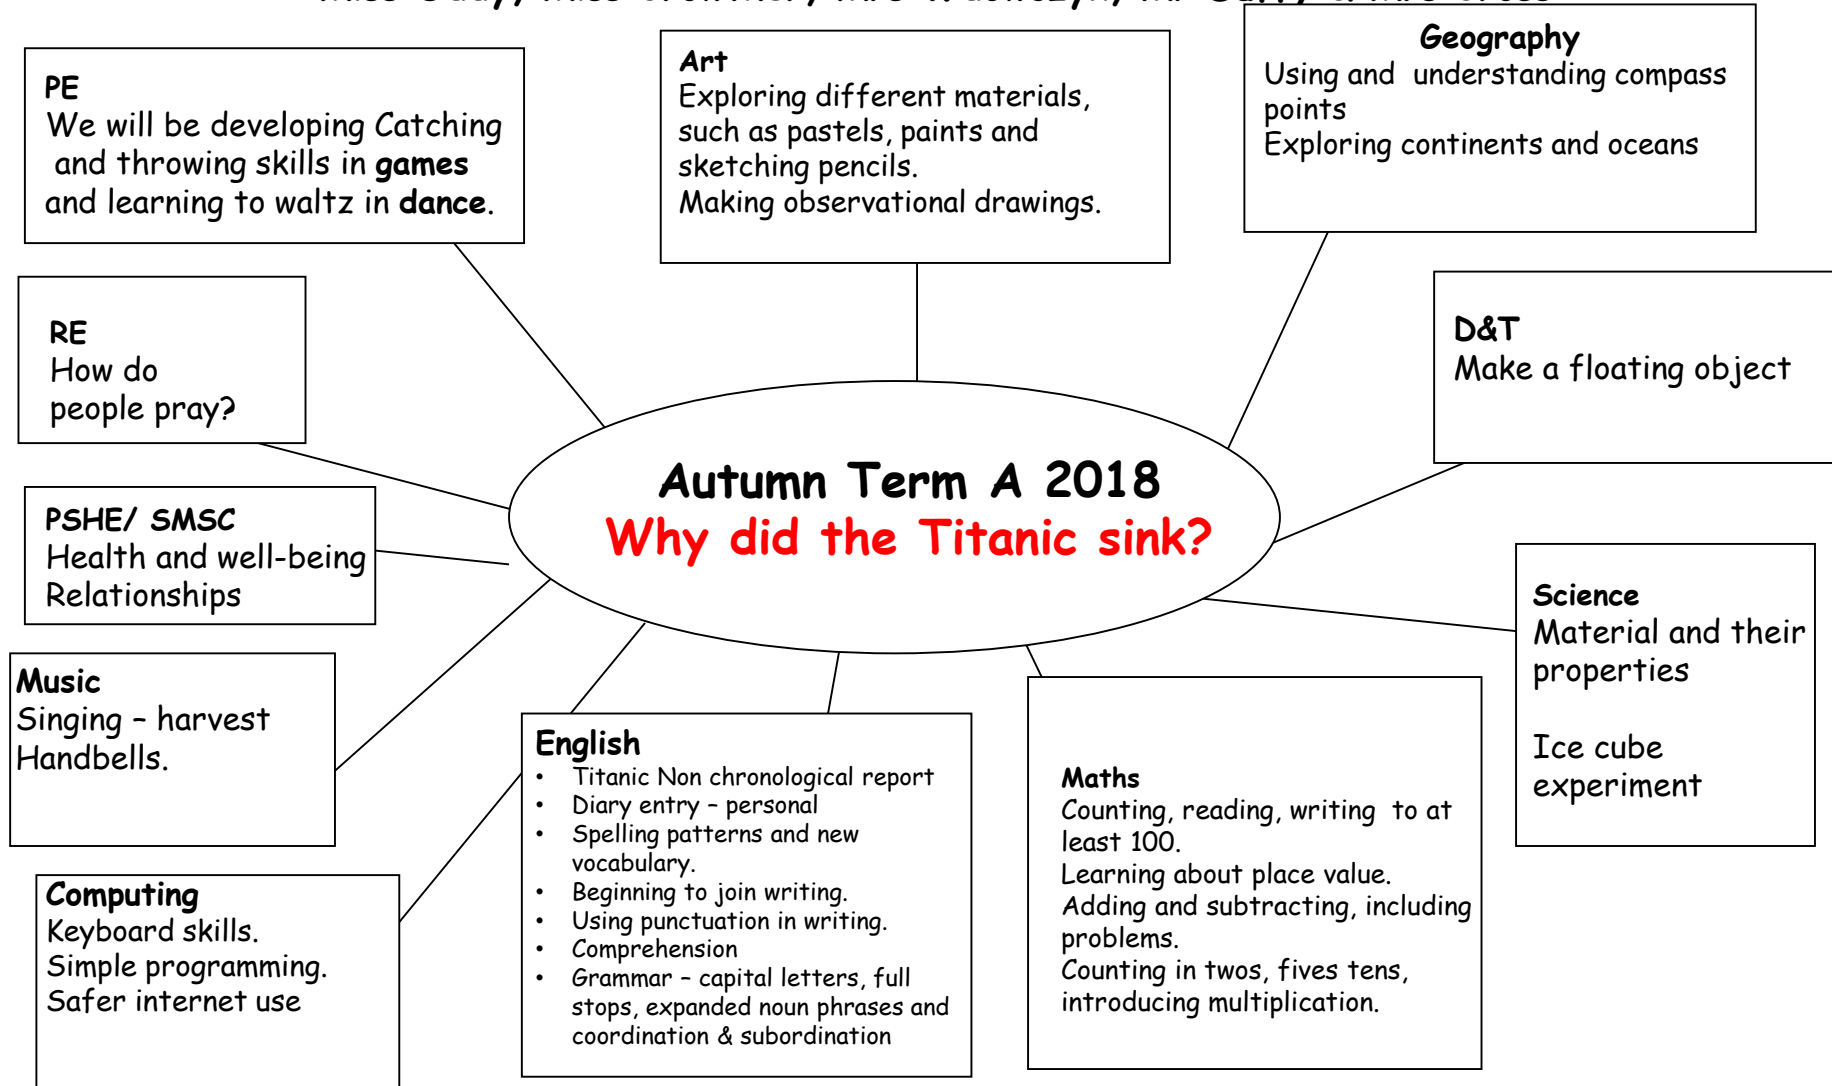 PE
We will be developing Catching
and throwing skills in games
and learning to waltz in dance.
Art
Exploring different materials,
such as pastels, paints and
sketching pencils.
Making observational drawings.
Geography
Using and understanding compass
points
Exploring continents and oceans
RE
How do
people pray?
D&T
Make a floating object
Autumn Term A 2018
Why did the Titanic sink?
PSHE/ SMSC
Health and well-being
Relationships
Science
Material and their
properties
Ice cube
experiment
Music
Singing – harvest
Handbells.
English
• Titanic Non chronological report
• Diary entry – personal
• Spelling patterns and new
vocabulary.
• Beginning to join writing.
• Using punctuation in writing.
• Comprehension
• Grammar – capital letters, full
stops, expanded noun phrases and
coordination & subordination
Maths
Counting, reading, writing to at
least 100.
Learning about place value.
Adding and subtracting, including
problems.
Counting in twos, fives tens,
introducing multiplication.
Computing
Keyboard skills.
Simple programming.
Safer internet use